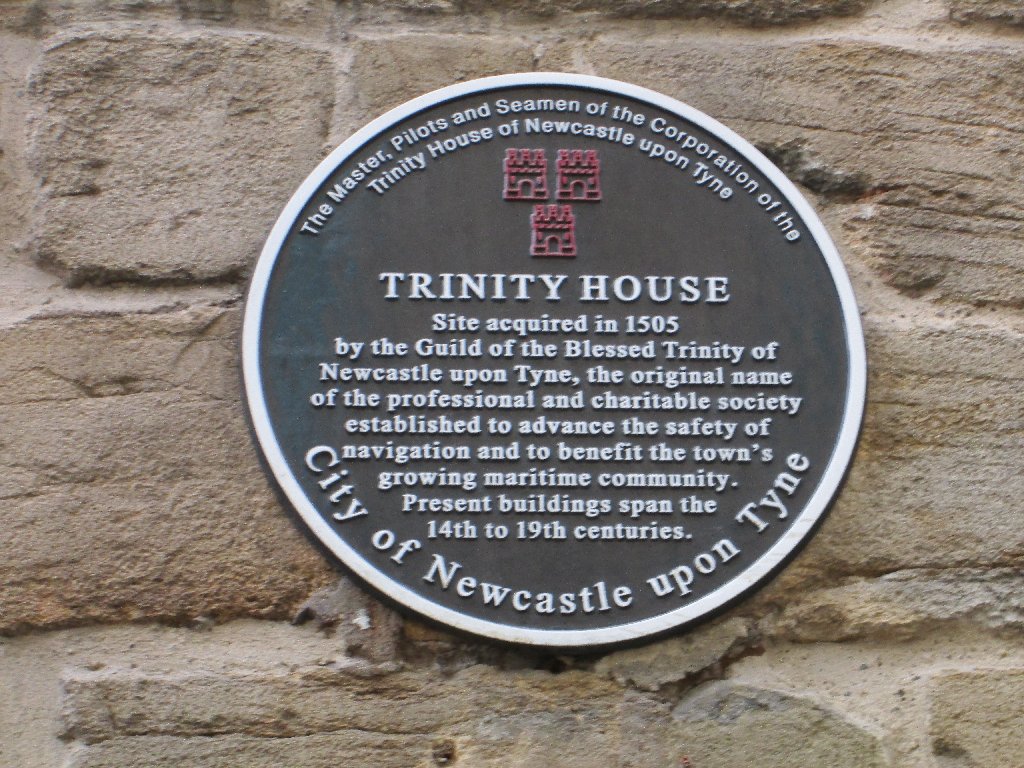 The Master, Pilots and Seamen of the Corporation of the
Trinity House of Newcastle upon Tyne
TRINITY HOUSE
Site acquired in 1505
by the Guild of the Blessed Trinity of
Newcastle upon Tyne, the original name
of the professional and charitable society
established to advance the safety of
navigation and to benefit the town's
growing maritime community.
Present buildings span the
14th to 19th centuries.
City of Newcastle upon Tyne